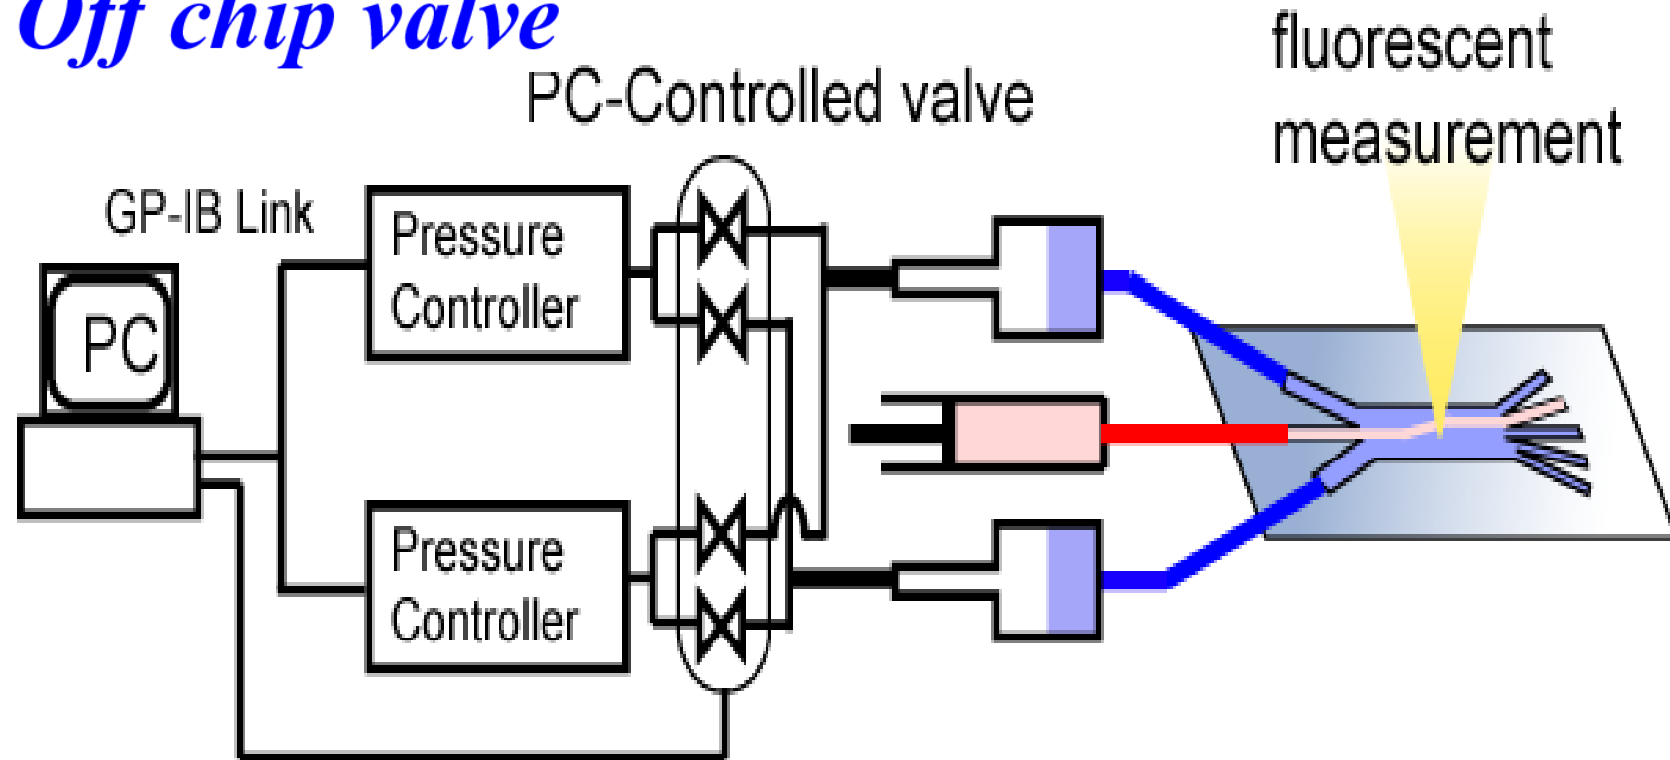 Off chip valve
PC-Controlled valve
fluorescent
measurement
GP-IB Link
PC
Pressure
Controller
Pressure
Controller